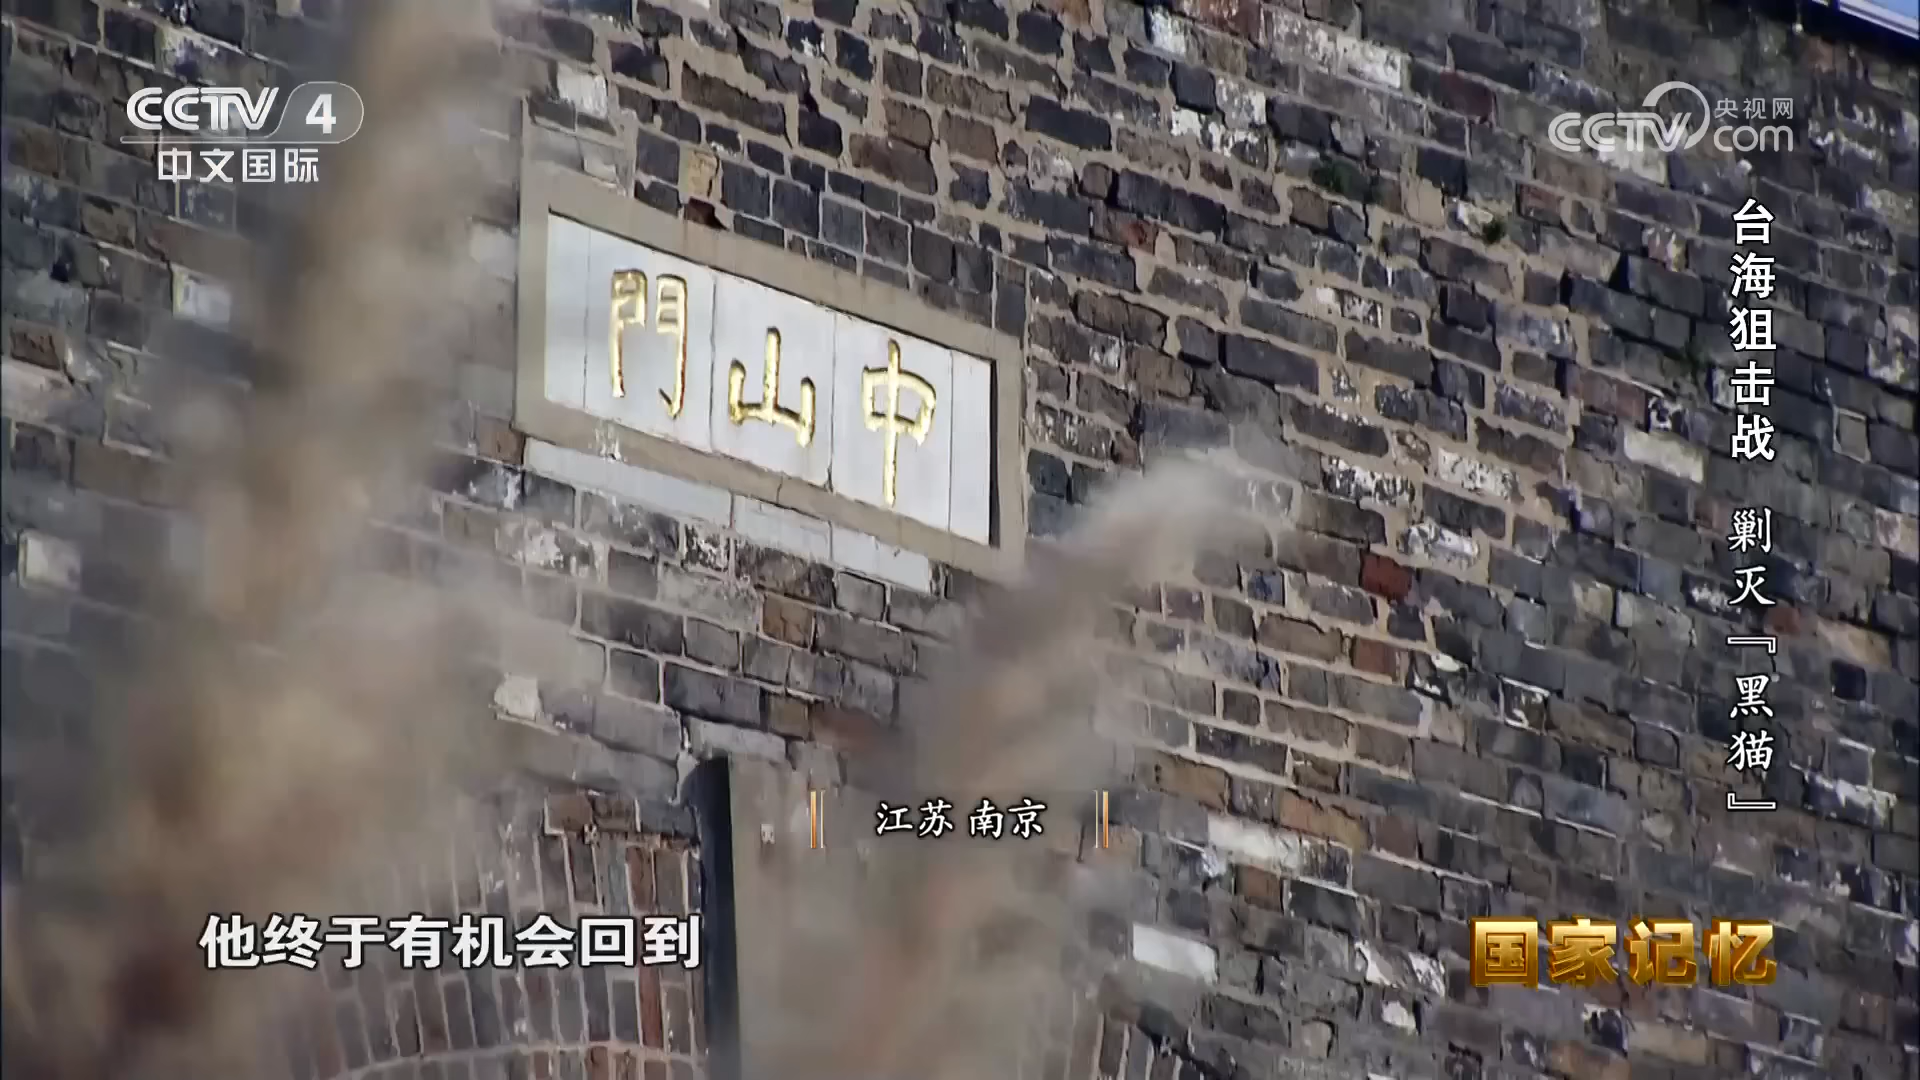 CCTV 4
中文国际
央视网
CCTV.com
台海狙击战 剿灭『黑猫』
門山中
江苏 南京
他终于有机会回到
国家记忆